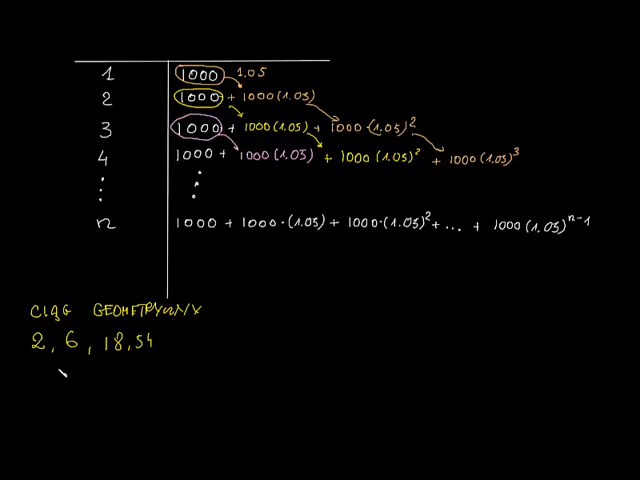 1 1000 1.05
2 1000 + 1000(1.05)
3 1000 + 1000(1.05) + 1000·(1.05)²
4 1000 + 1000(1.05) + 1000(1.05)² + 1000(1.05)³
n 1000 + 1000·(1.05) + 1000·(1.05)² + ... + 1000(1.05)ⁿ⁻¹
CIĄG GEOMETRYCZNY
2, 6, 18, 54